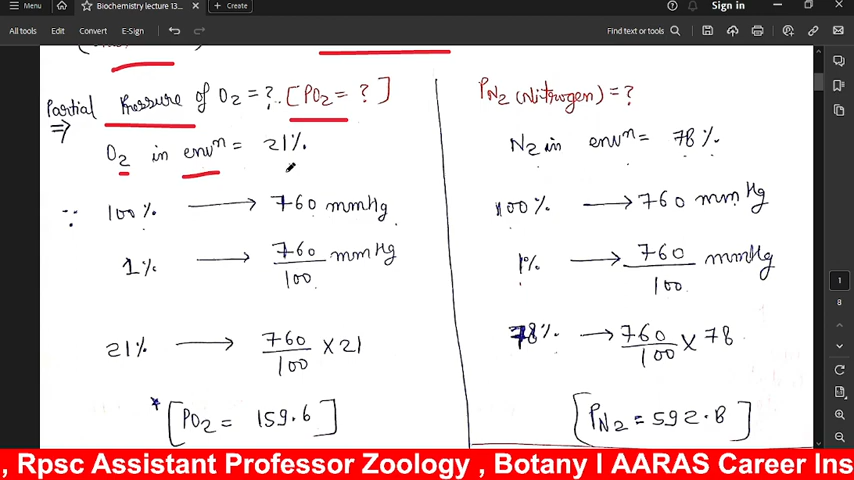 Menu
Biochemistry lecture 13...
+ Create
Sign in
All tools
Edit
Convert
E-Sign
Find text or tools
Partial Pressure of O2 = ?. [PO2 = ?]
⇒
O2 in envⁿ = 21%.
∵ 100% → 760 mmHg
1% → 760/100 mmHg
21% → 760/100 × 21
* [PO2 = 159.6]
PN2 (Nitrogen) = ?
N2 in envⁿ = 78%.
100% → 760 mmHg
1% → 760/100 mmHg
78% → 760/100 × 78
[PN2 = 592.8]
1
8
, Rpsc Assistant Professor Zoology , Botany I AARAS Career Ins